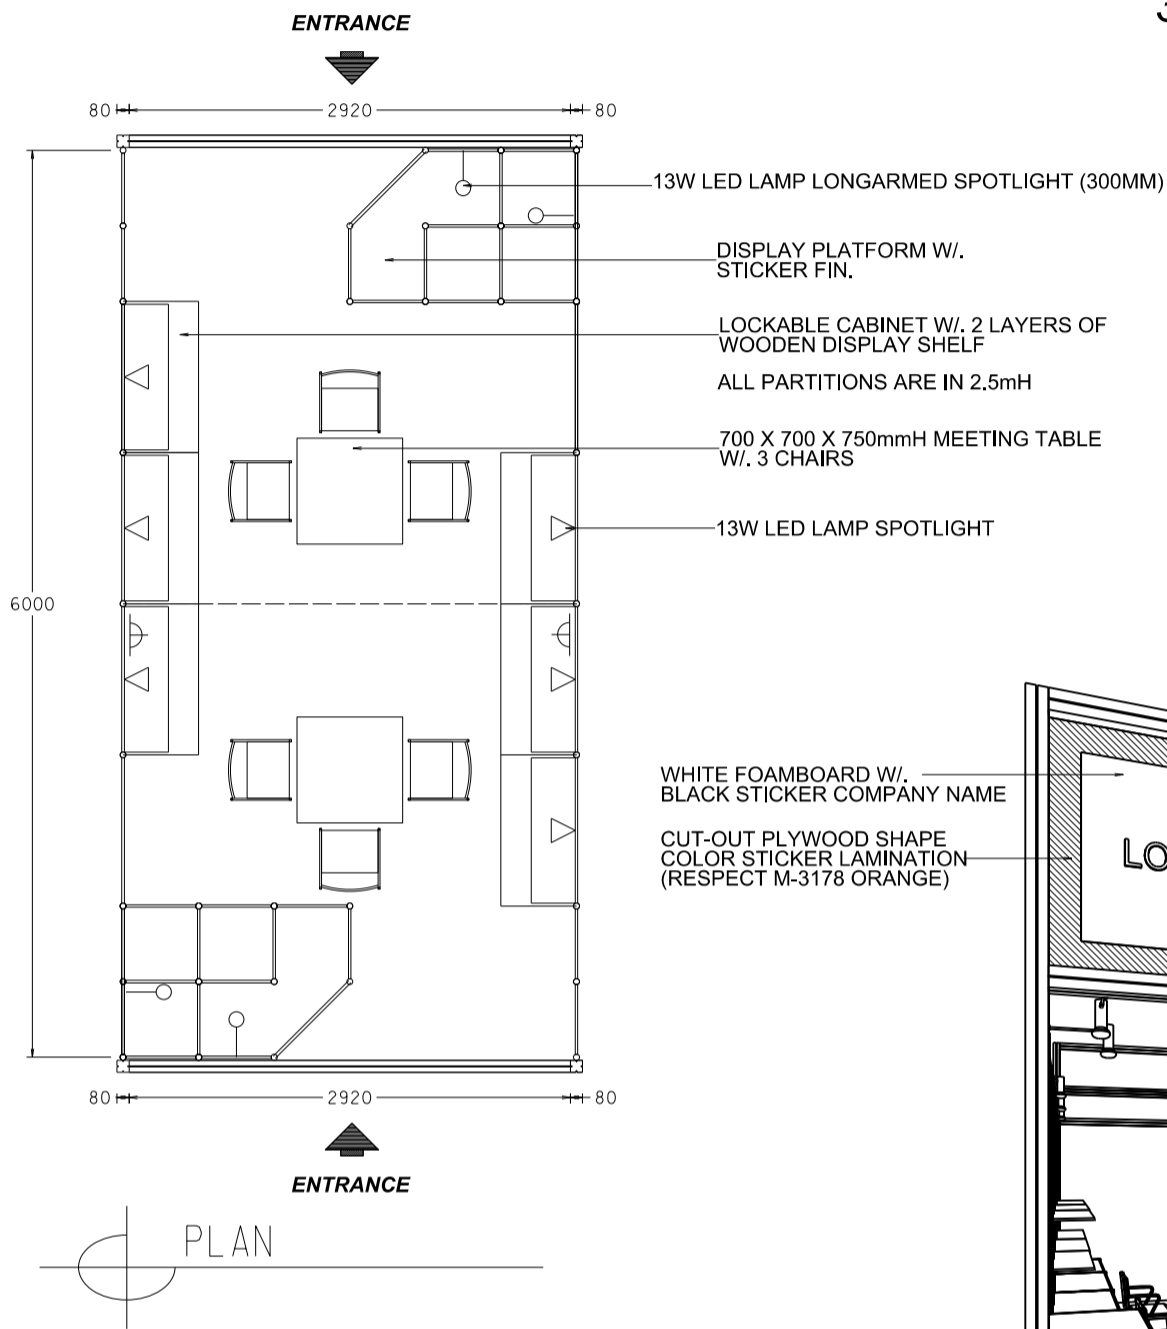 ENTRANCE
80 2920 80
13W LED LAMP LONGARMED SPOTLIGHT (300MM)
DISPLAY PLATFORM W/.
STICKER FIN.
LOCKABLE CABINET W/. 2 LAYERS OF
WOODEN DISPLAY SHELF
ALL PARTITIONS ARE IN 2.5mH
700 X 700 X 750mmH MEETING TABLE
W/. 3 CHAIRS
13W LED LAMP SPOTLIGHT
6000
WHITE FOAMBOARD W/.
BLACK STICKER COMPANY NAME
CUT-OUT PLYWOOD SHAPE
COLOR STICKER LAMINATION
(RESPECT M-3178 ORANGE)
LO
80 2920 80
ENTRANCE
PLAN